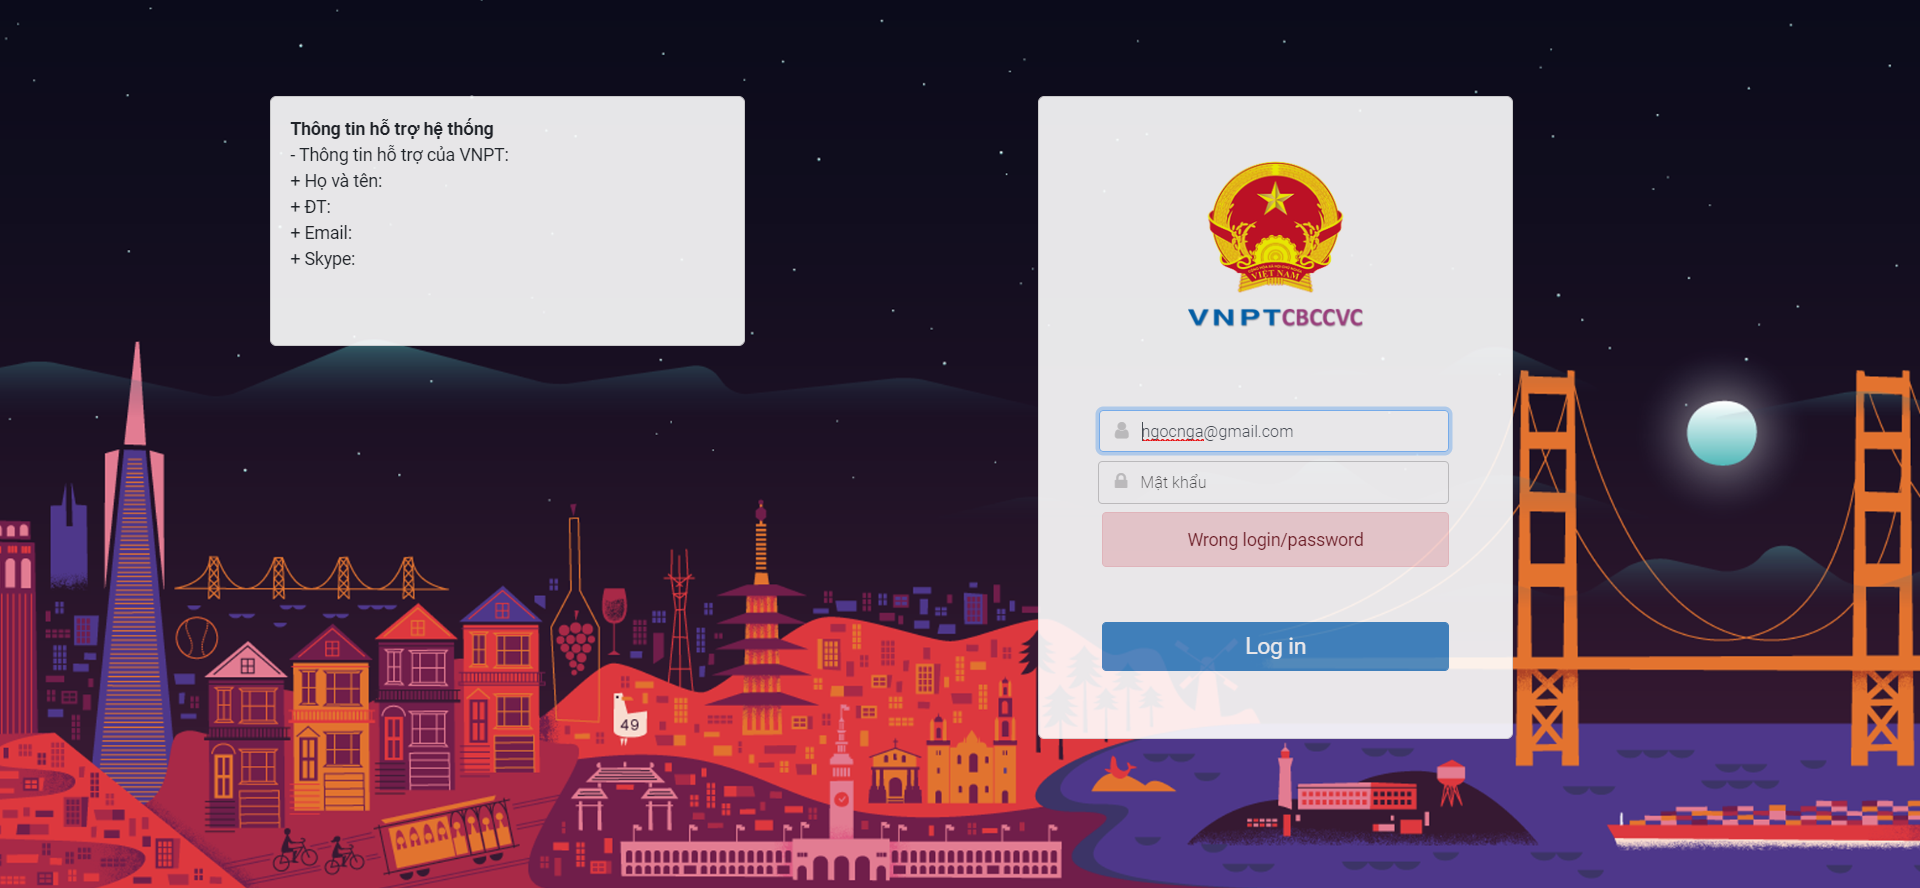 Thông tin hỗ trợ hệ thống
- Thông tin hỗ trợ của VNPT:
+ Họ và tên:
+ ĐT:
+ Email:
+ Skype:
VIỆT NAM
VNPTCBCCVC
ngocnga@gmail.com
Mật khẩu
Wrong login/password
Log in
49